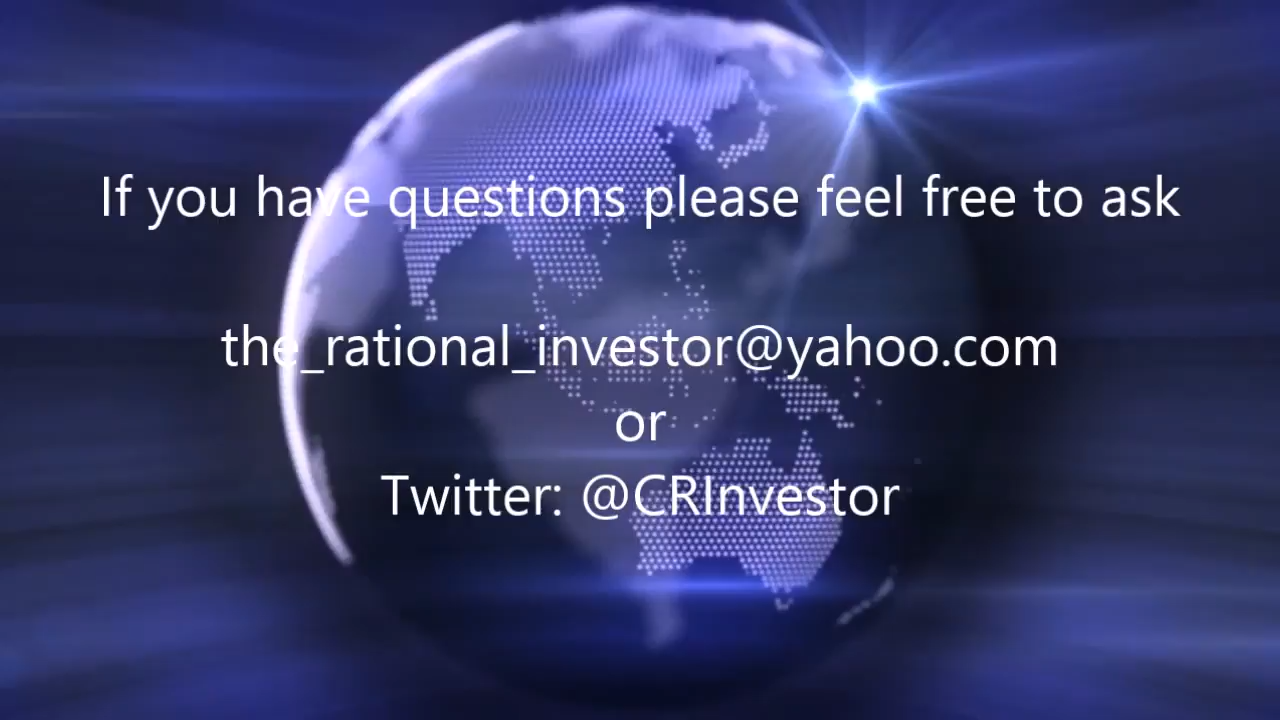 If you have questions please feel free to ask
the_rational_investor@yahoo.com
or
Twitter: @CRInvestor